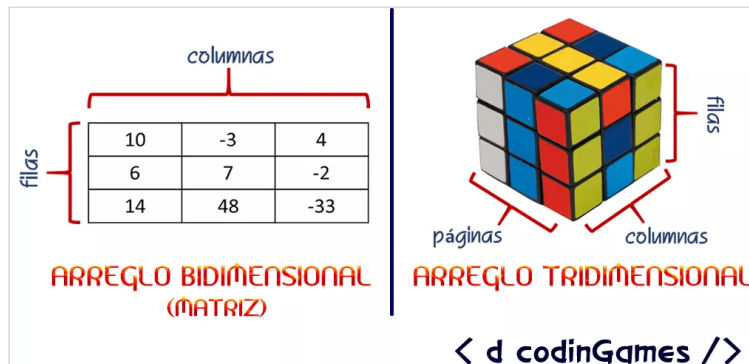 columnas
filas
10 -3 4
6 7 -2
14 48 -33
ARREGLO BIDIMENSIONAL
(MATRIZ)
filas
páginas
columnas
ARREGLO TRIDIMENSIONAL
< d codinGames />